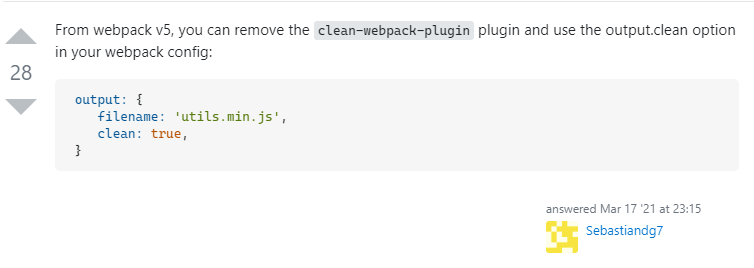 From webpack v5, you can remove the clean-webpack-plugin plugin and use the output.clean option
in your webpack config:
28
output: {
   filename: 'utils.min.js',
   clean: true,
}
answered Mar 17 '21 at 23:15
Sebastiandg7